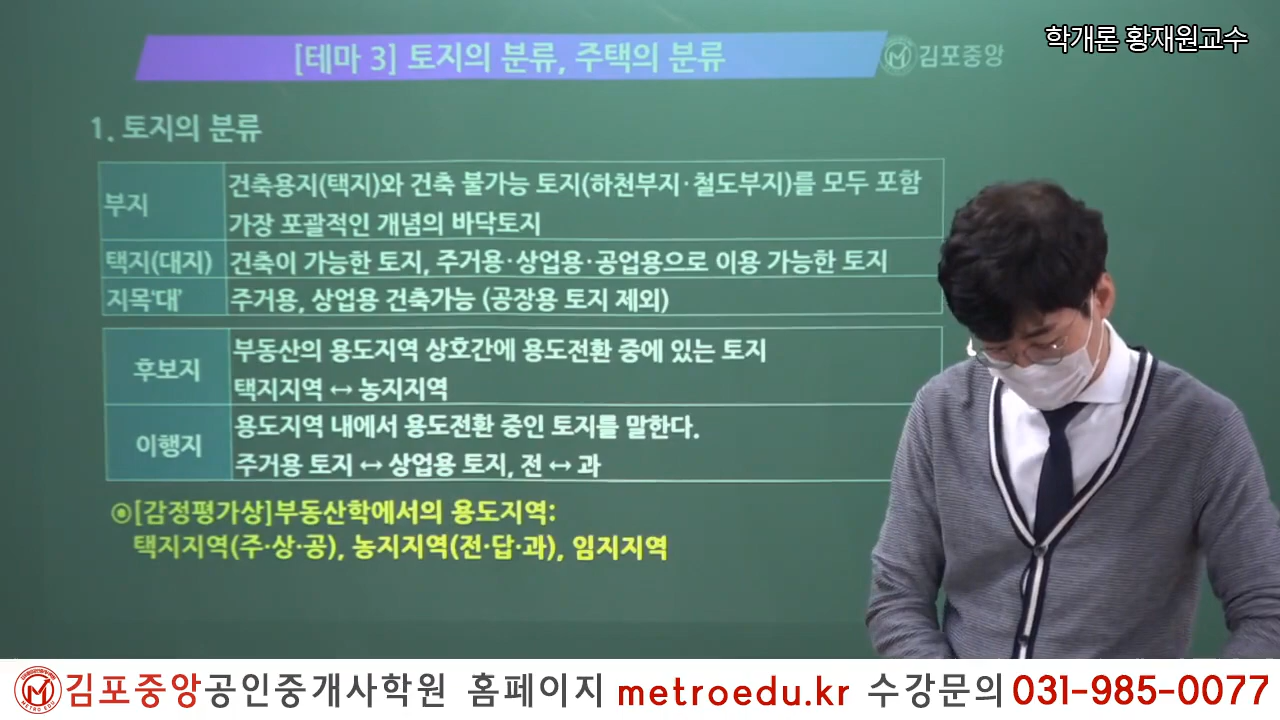 학개론 황재원교수
[테마 3] 토지의 분류, 주택의 분류
김포중앙
1. 토지의 분류
부지
건축용지(택지)와 건축 불가능 토지(하천부지·철도부지)를 모두 포함
가장 포괄적인 개념의 바닥토지
택지(대지) 건축이 가능한 토지, 주거용·상업용·공업용으로 이용 가능한 토지
지목'대' 주거용, 상업용 건축가능 (공장용 토지 제외)
후보지
부동산의 용도지역 상호간에 용도전환 중에 있는 토지
택지지역 ↔ 농지지역
이행지
용도지역 내에서 용도전환 중인 토지를 말한다.
주거용 토지 ↔ 상업용 토지, 전 ↔ 과
◉[감정평가상]부동산학에서의 용도지역:
택지지역(주·상·공), 농지지역(전·답·과), 임지지역
김포중앙공인중개사학원 홈페이지 metroedu.kr 수강문의 031-985-0077